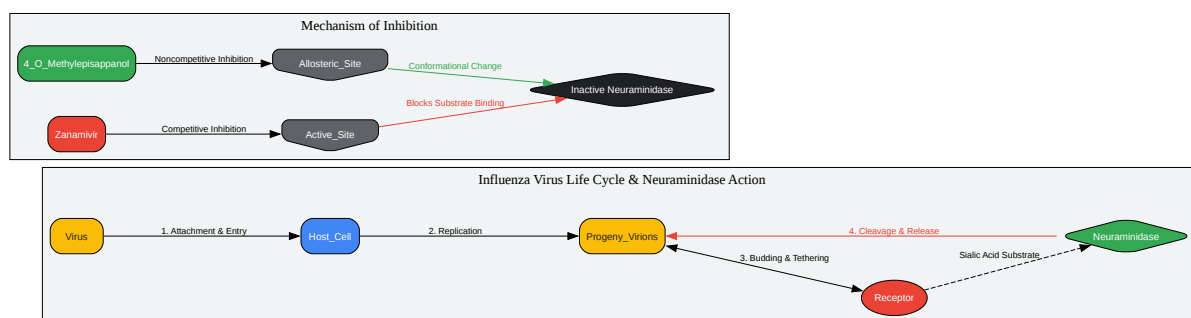 Mechanism of Inhibition
4_O_Methylepisappanol
Noncompetitive Inhibition
Allosteric_Site
Conformational Change
Inactive Neuraminidase
Blocks Substrate Binding
Zanamivir
Competitive Inhibition
Active_Site
Influenza Virus Life Cycle & Neuraminidase Action
Virus
1. Attachment & Entry
Host_Cell
2. Replication
Progeny_Virions
4. Cleavage & Release
Neuraminidase
3. Budding & Tethering
Sialic Acid Substrate
Receptor